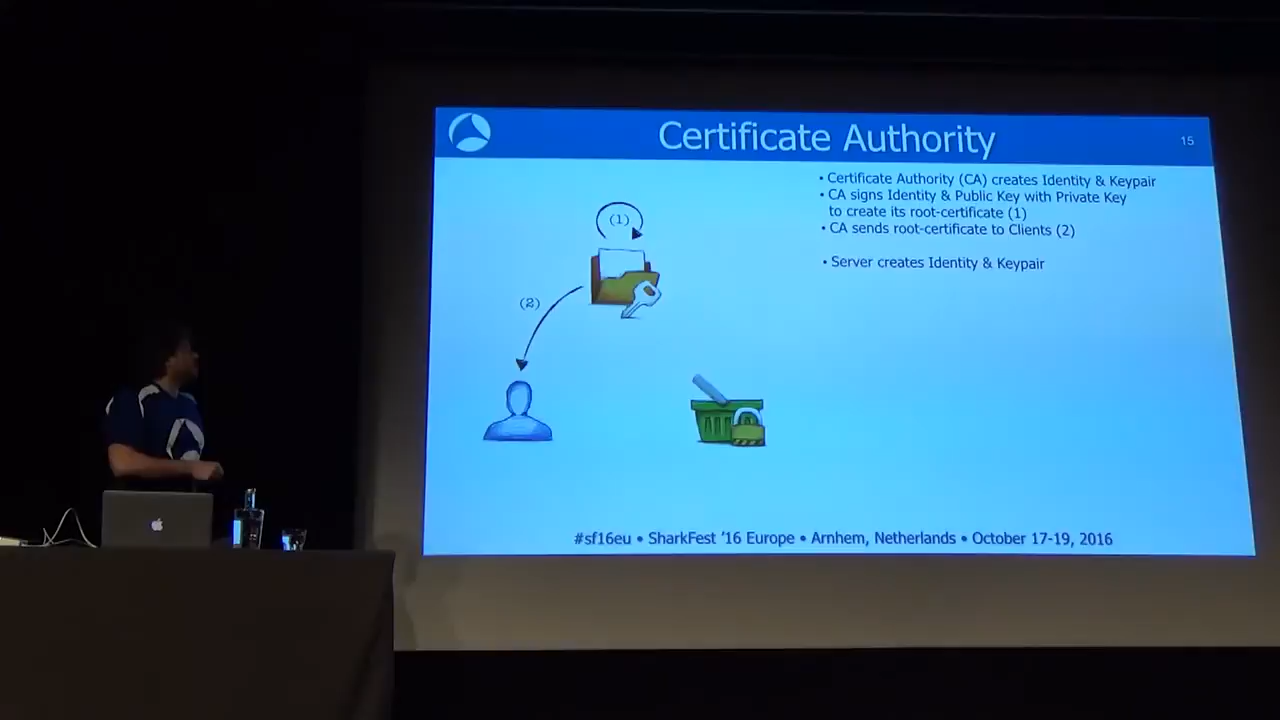 Certificate Authority
15
• Certificate Authority (CA) creates Identity & Keypair
• CA signs Identity & Public Key with Private Key
to create its root-certificate (1)
• CA sends root-certificate to Clients (2)
• Server creates Identity & Keypair
(1)
(2)
#sf16eu • SharkFest '16 Europe • Arnhem, Netherlands • October 17-19, 2016